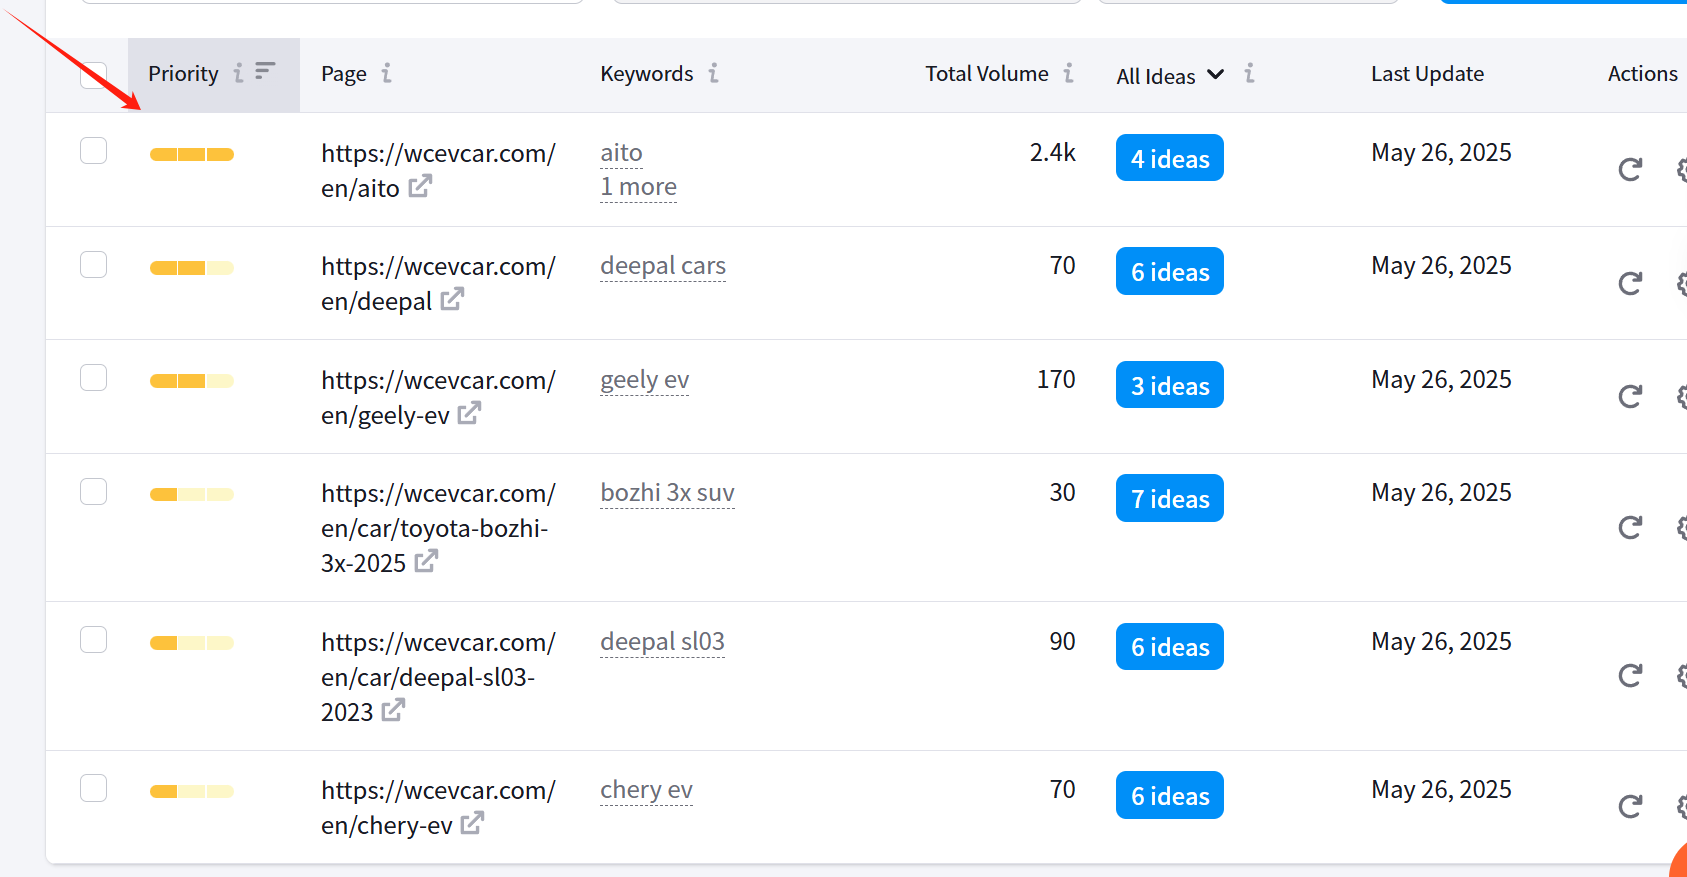 Priority Page Keywords Total Volume All Ideas Last Update Actions
https://wcevcar.com/ aito 2.4k 4 ideas May 26, 2025
en/aito 1 more
https://wcevcar.com/ deepal cars 70 6 ideas May 26, 2025
en/deepal
https://wcevcar.com/ geely ev 170 3 ideas May 26, 2025
en/geely-ev
https://wcevcar.com/ bozhi 3x suv 30 7 ideas May 26, 2025
en/car/toyota-bozhi-
3x-2025
https://wcevcar.com/ deepal sl03 90 6 ideas May 26, 2025
en/car/deepal-sl03-
2023
https://wcevcar.com/ chery ev 70 6 ideas May 26, 2025
en/chery-ev